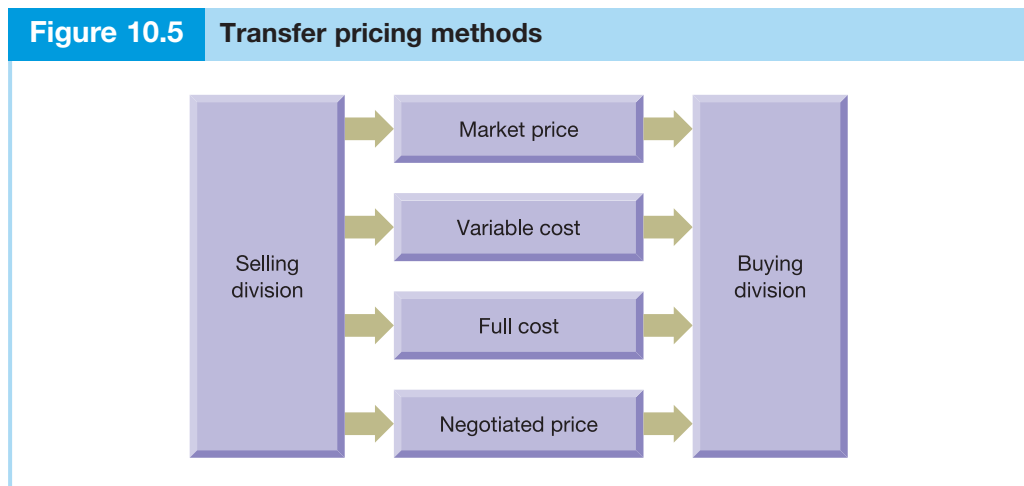 Figure 10.5 Transfer pricing methods
Selling
division
Market price
Variable cost
Full cost
Negotiated price
Buying
division